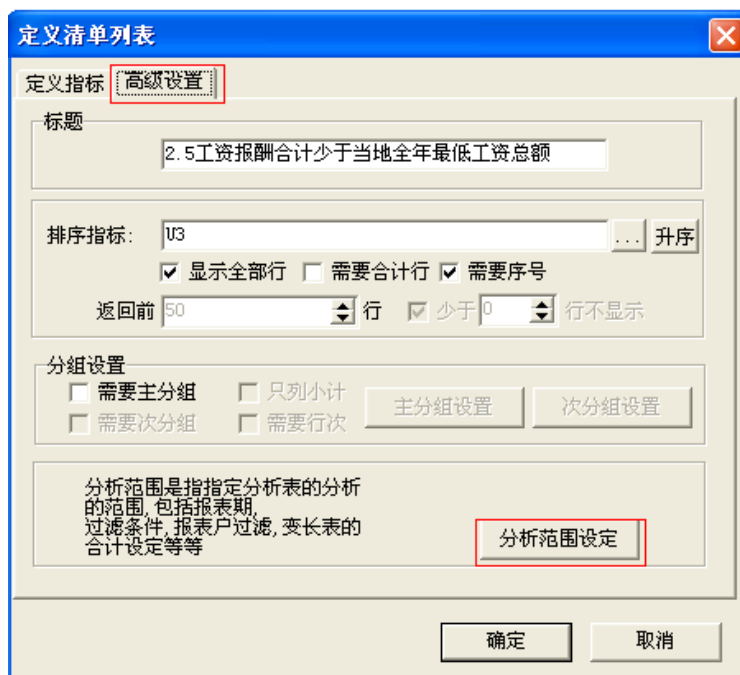 定义清单列表
定义指标 高级设置
标题
2.5工资报酬合计少于当地全年最低工资总额
排序指标: U3 ... 升序
显示全部行 需要合计行 需要序号
返回前 50 行 少于 0 行不显示
分组设置
需要主分组 只列小计 主分组设置 次分组设置
需要次分组 需要行次
分析范围是指指定分析表的分析
的范围,包括报表期,
过滤条件,报表户过滤,变长表的
合计设定等等
分析范围设定
确定 取消